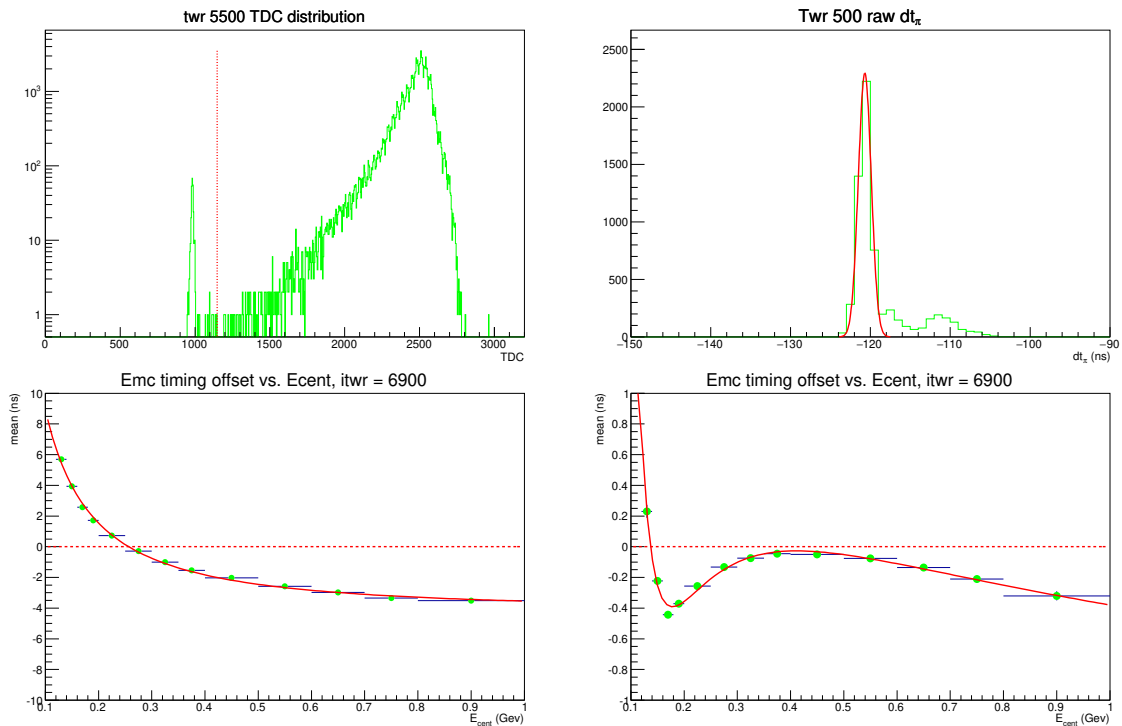 twr 5500 TDC distribution
10³
10²
10
1
0 500 1000 1500 2000 2500 3000
TDC
Twr 500 raw dtπ
2500
2000
1500
1000
500
0
−150 −140 −130 −120 −110 −100 −90
dtπ (ns)
Emc timing offset vs. Ecent, itwr = 6900
mean (ns)
10
8
6
4
2
0
-2
-4
-6
-8
-10
0.1 0.2 0.3 0.4 0.5 0.6 0.7 0.8 0.9 1
E_cent (Gev)
Emc timing offset vs. Ecent, itwr = 6900
mean (ns)
1
0.8
0.6
0.4
0.2
0
-0.2
-0.4
-0.6
-0.8
-1
0.1 0.2 0.3 0.4 0.5 0.6 0.7 0.8 0.9 1
E_cent (Gev)